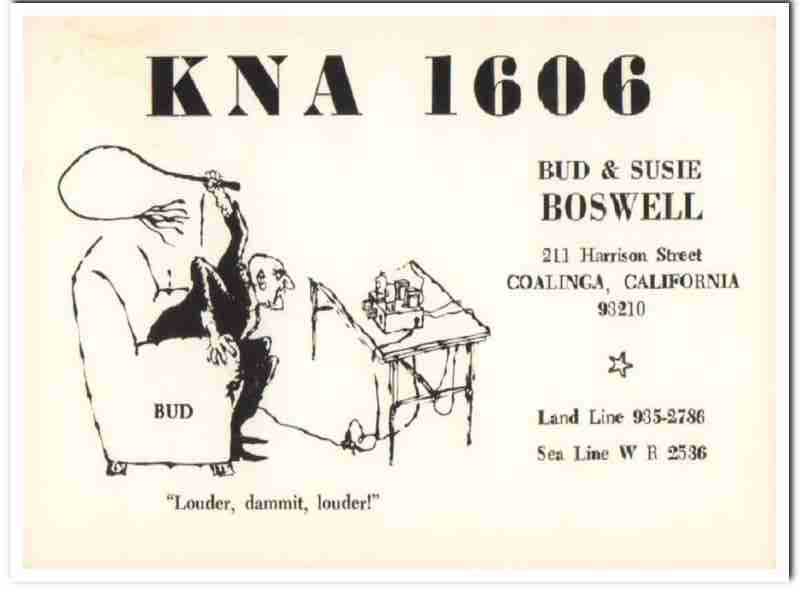 KNA 1606
BUD & SUSIE
BOSWELL
211 Harrison Street
COALINGA, CALIFORNIA
93210
Land Line 935-2786
Sea Line W R 2536
BUD
"Louder, dammit, louder!"